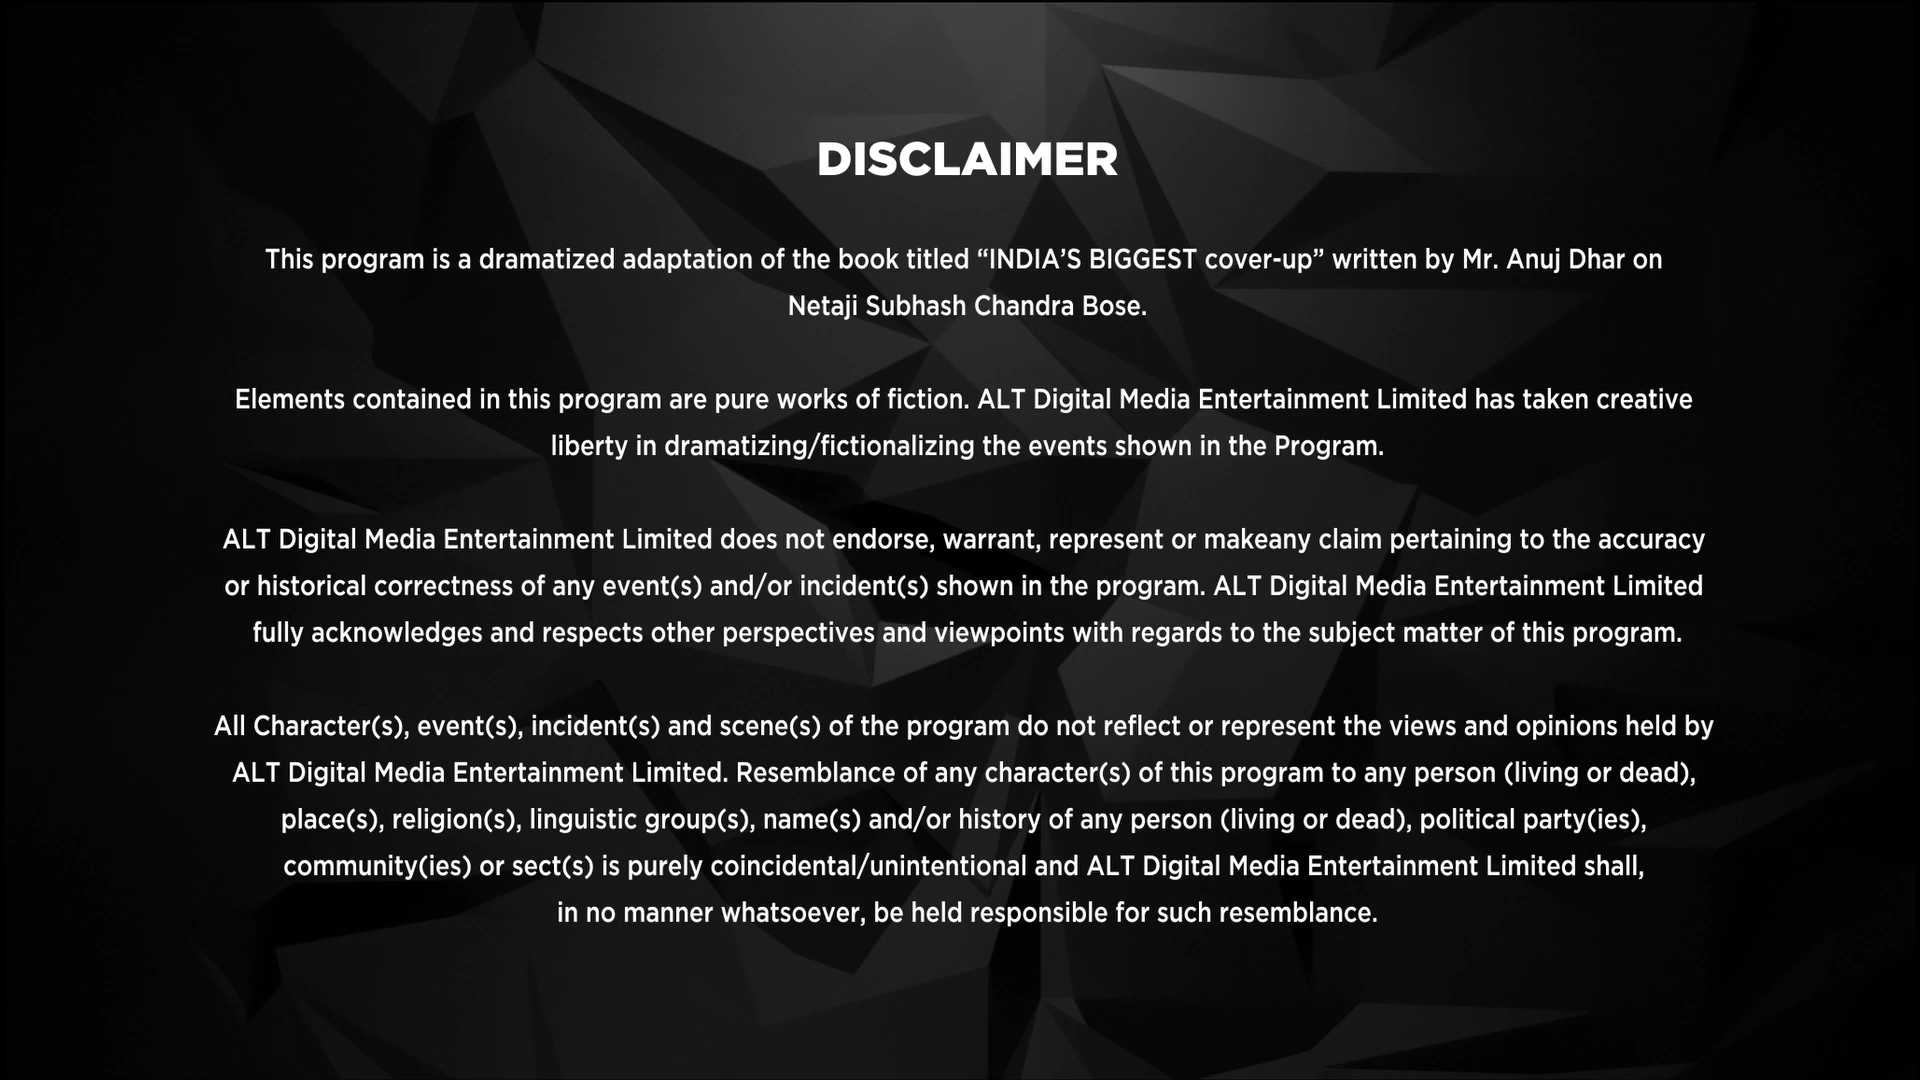 DISCLAIMER
This program is a dramatized adaptation of the book titled “INDIA’S BIGGEST cover-up” written by Mr. Anuj Dhar on
Netaji Subhash Chandra Bose.
Elements contained in this program are pure works of fiction. ALT Digital Media Entertainment Limited has taken creative
liberty in dramatizing/fictionalizing the events shown in the Program.
ALT Digital Media Entertainment Limited does not endorse, warrant, represent or makeany claim pertaining to the accuracy
or historical correctness of any event(s) and/or incident(s) shown in the program. ALT Digital Media Entertainment Limited
fully acknowledges and respects other perspectives and viewpoints with regards to the subject matter of this program.
All Character(s), event(s), incident(s) and scene(s) of the program do not reflect or represent the views and opinions held by
ALT Digital Media Entertainment Limited. Resemblance of any character(s) of this program to any person (living or dead),
place(s), religion(s), linguistic group(s), name(s) and/or history of any person (living or dead), political party(ies),
community(ies) or sect(s) is purely coincidental/unintentional and ALT Digital Media Entertainment Limited shall,
in no manner whatsoever, be held responsible for such resemblance.